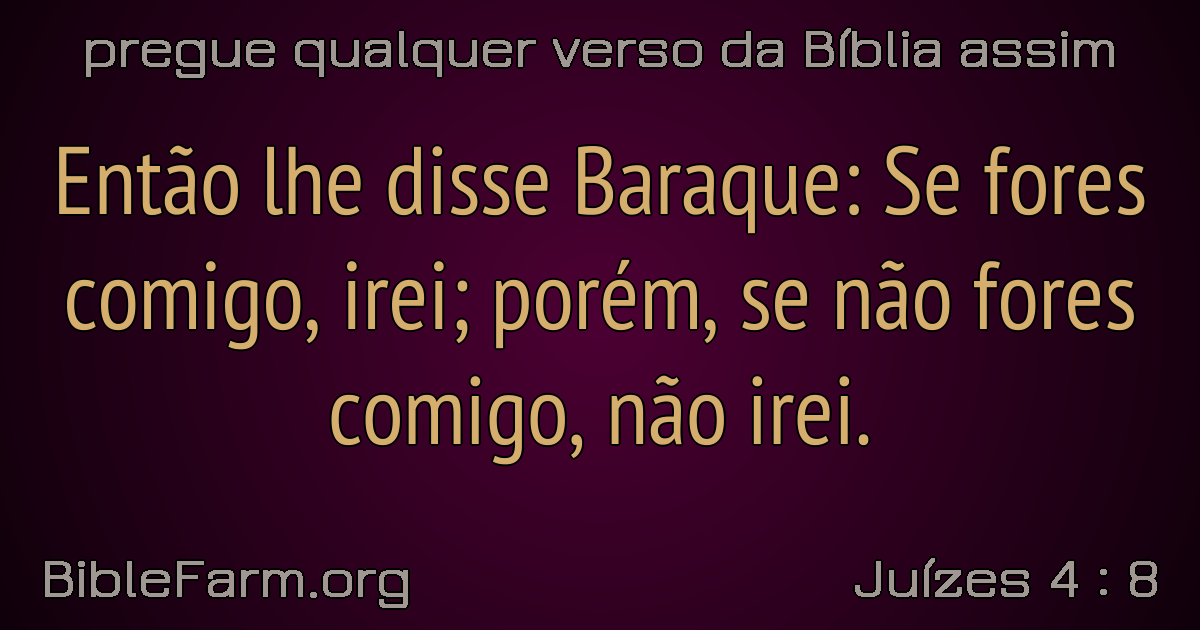 pregue qualquer verso da Bíblia assim
Então lhe disse Baraque: Se fores
comigo, irei; porém, se não fores
comigo, não irei.
BibleFarm.org
Juízes 4 : 8